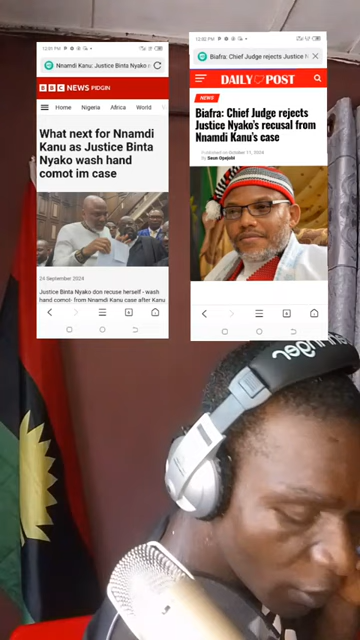 12:01 PM
Nnamdi Kanu: Justice Binta Nyako
BBC NEWS PIDGIN
Home Nigeria Africa World
What next for Nnamdi
Kanu as Justice Binta
Nyako wash hand
comot im case
24 September 2024
Justice Binta Nyako don recuse herself - wash
hand comot- from Nnamdi Kanu case after Kanu
12:02 PM
Biafra: Chief Judge rejects Justice
DAILY POST
NEWS
Biafra: Chief Judge rejects
Justice Nyako's recusal from
Nnamdi Kanu's case
Published on October 11, 2024
By Seun Opejobi